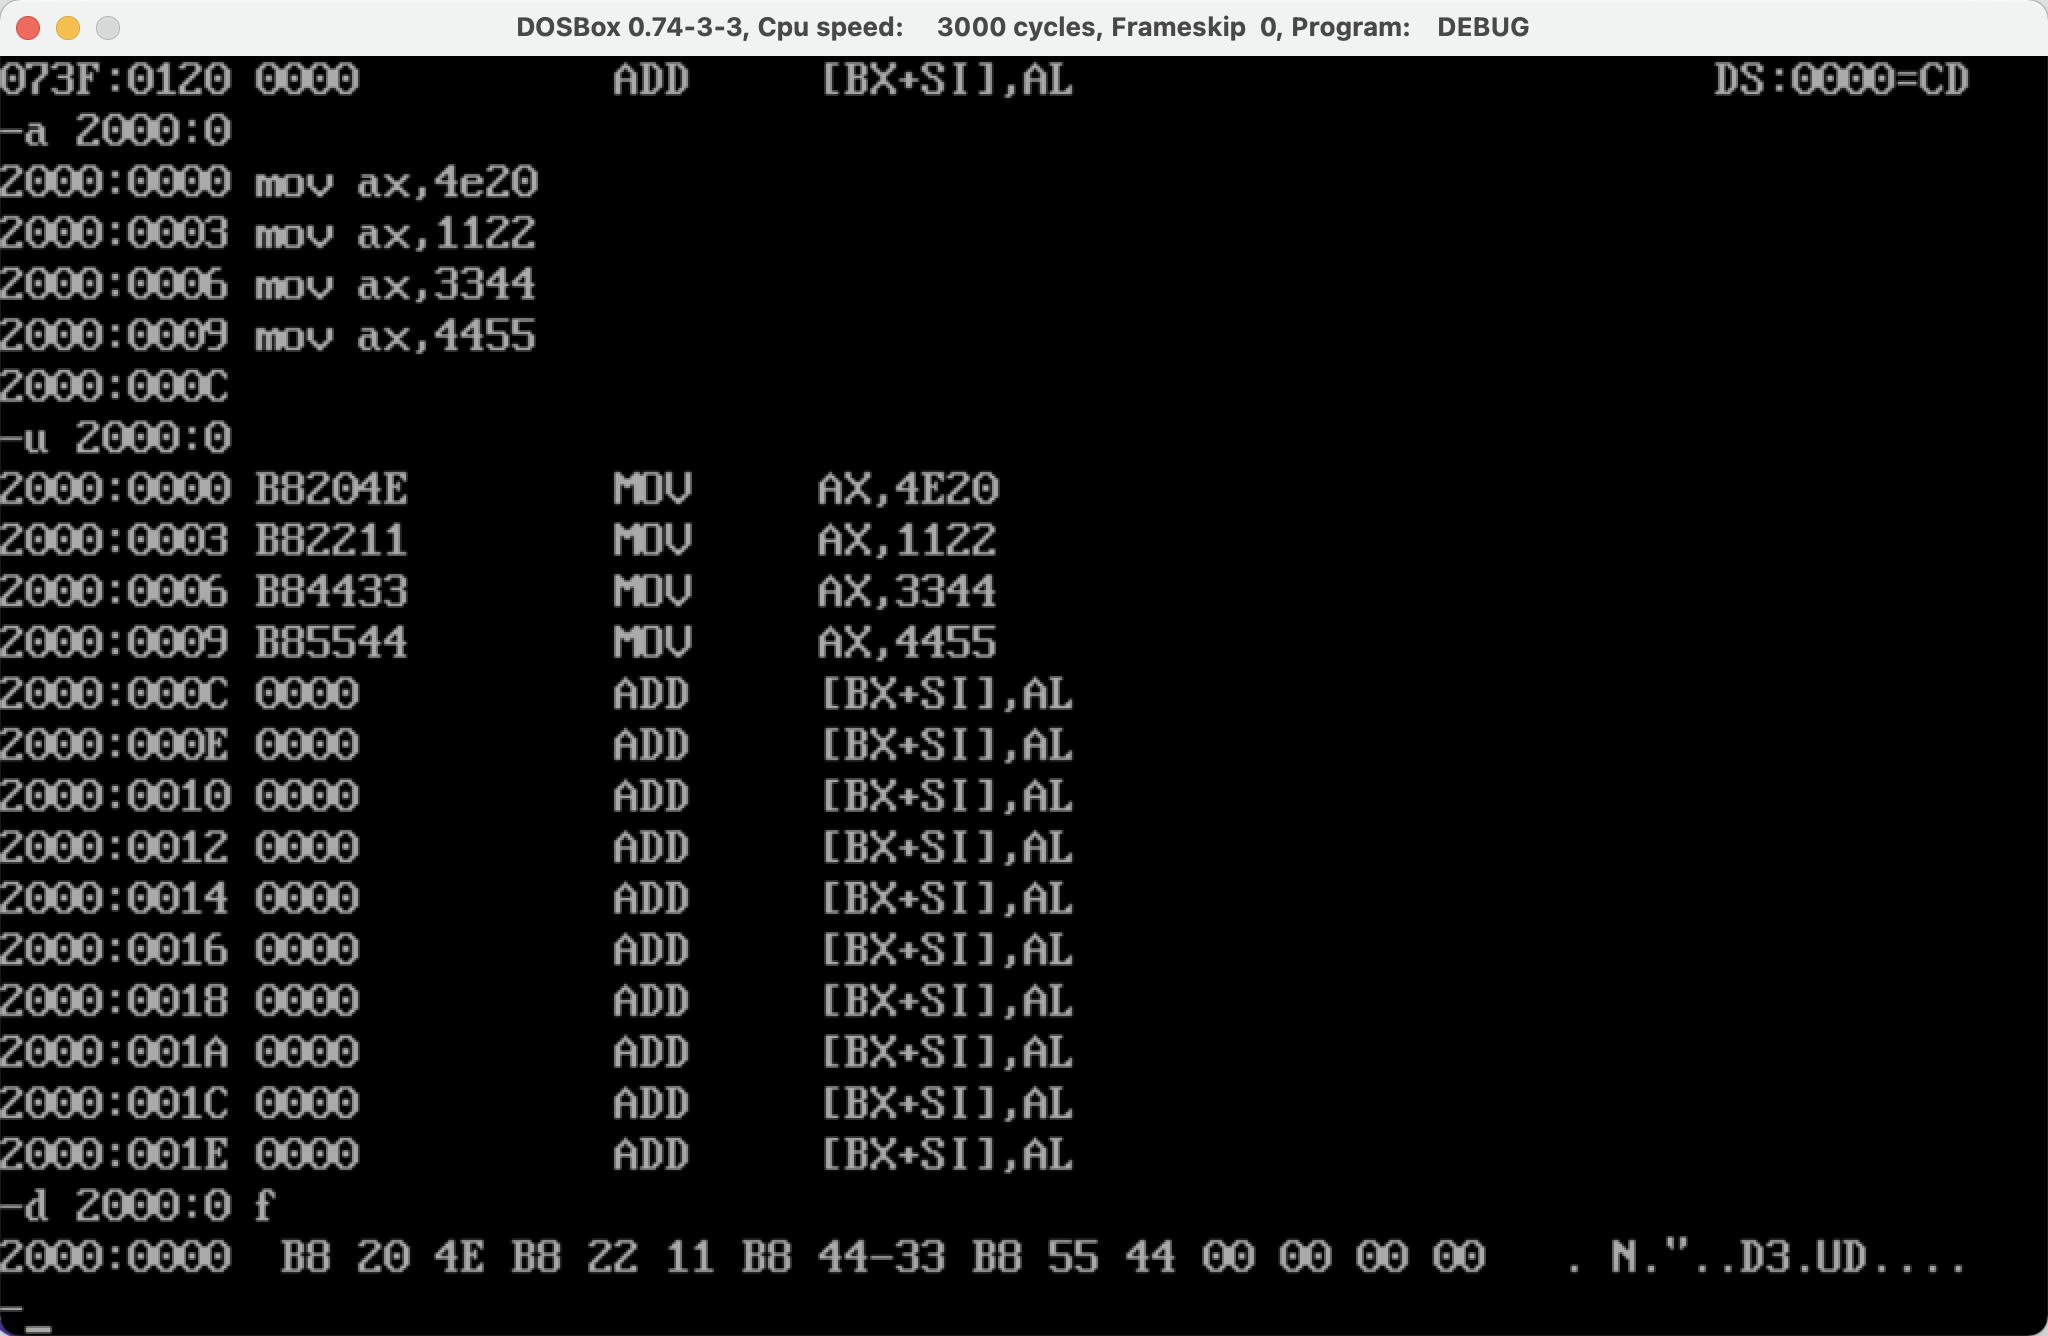 DOSBox 0.74-3-3, Cpu speed:    3000 cycles, Frameskip  0, Program:   DEBUG
073F:0120 0000          ADD     [BX+SI],AL                         DS:0000=CD
-a 2000:0
2000:0000 mov ax,4e20
2000:0003 mov ax,1122
2000:0006 mov ax,3344
2000:0009 mov ax,4455
2000:000C
-u 2000:0
2000:0000 B8204E        MOV     AX,4E20
2000:0003 B82211        MOV     AX,1122
2000:0006 B84433        MOV     AX,3344
2000:0009 B85544        MOV     AX,4455
2000:000C 0000          ADD     [BX+SI],AL
2000:000E 0000          ADD     [BX+SI],AL
2000:0010 0000          ADD     [BX+SI],AL
2000:0012 0000          ADD     [BX+SI],AL
2000:0014 0000          ADD     [BX+SI],AL
2000:0016 0000          ADD     [BX+SI],AL
2000:0018 0000          ADD     [BX+SI],AL
2000:001A 0000          ADD     [BX+SI],AL
2000:001C 0000          ADD     [BX+SI],AL
2000:001E 0000          ADD     [BX+SI],AL
-d 2000:0 f
2000:0000  B8 20 4E B8 22 11 B8 44-33 B8 55 44 00 00 00 00   . N."..D3.UD....
-_